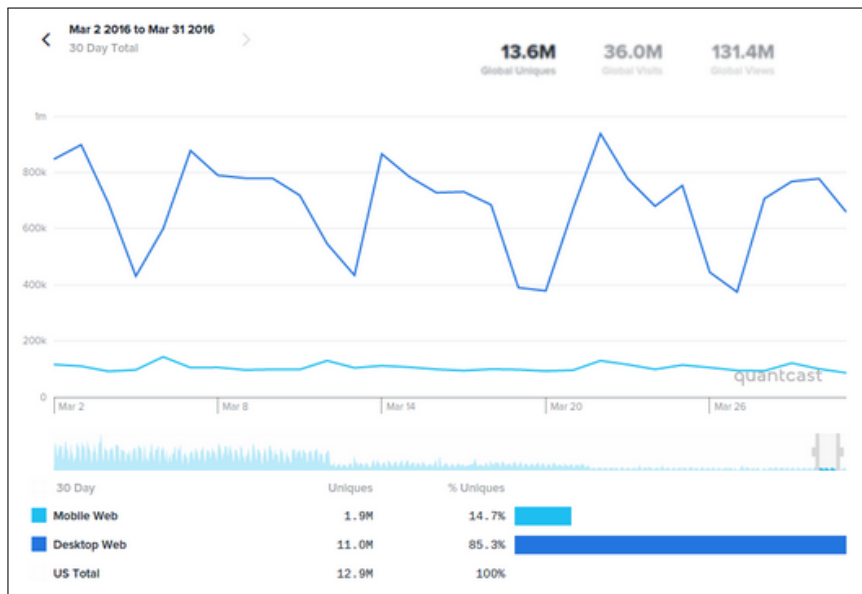 Mar 2 2016 to Mar 31 2016
30 Day Total
13.6M 36.0M 131.4M
Global Uniques Global Visits Global Views
1m
800k
600k
400k
200k
0
quantcast
Mar 2 Mar 8 Mar 14 Mar 20 Mar 26
30 Day Uniques % Uniques
Mobile Web 1.9M 14.7%
Desktop Web 11.0M 85.3%
US Total 12.9M 100%